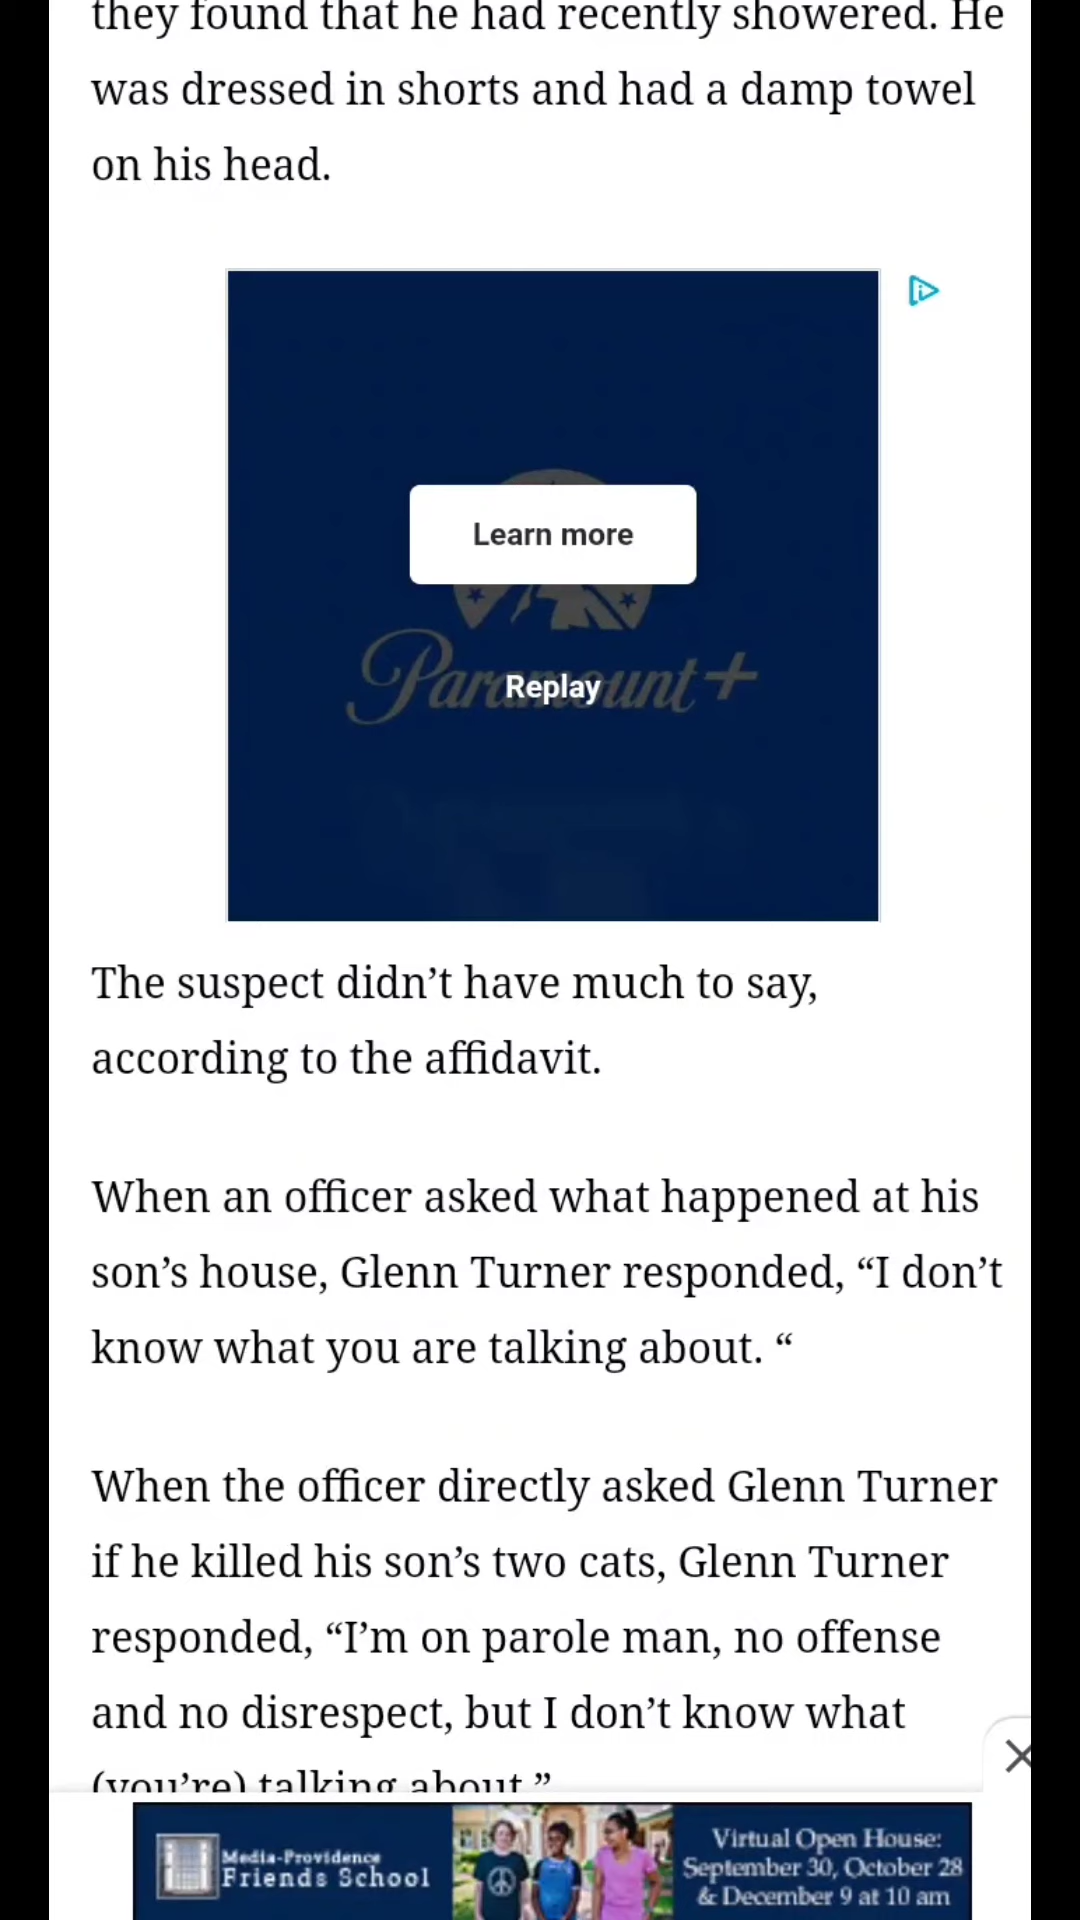 they found that he had recently showered. He
was dressed in shorts and had a damp towel
on his head.
Learn more
Paramount+
Replay
The suspect didn’t have much to say,
according to the affidavit.
When an officer asked what happened at his
son’s house, Glenn Turner responded, “I don’t
know what you are talking about. “
When the officer directly asked Glenn Turner
if he killed his son’s two cats, Glenn Turner
responded, “I’m on parole man, no offense
and no disrespect, but I don’t know what
(you’re) talking about.”
Media-Providence
Friends School
Virtual Open House:
September 30, October 28
& December 9 at 10 am